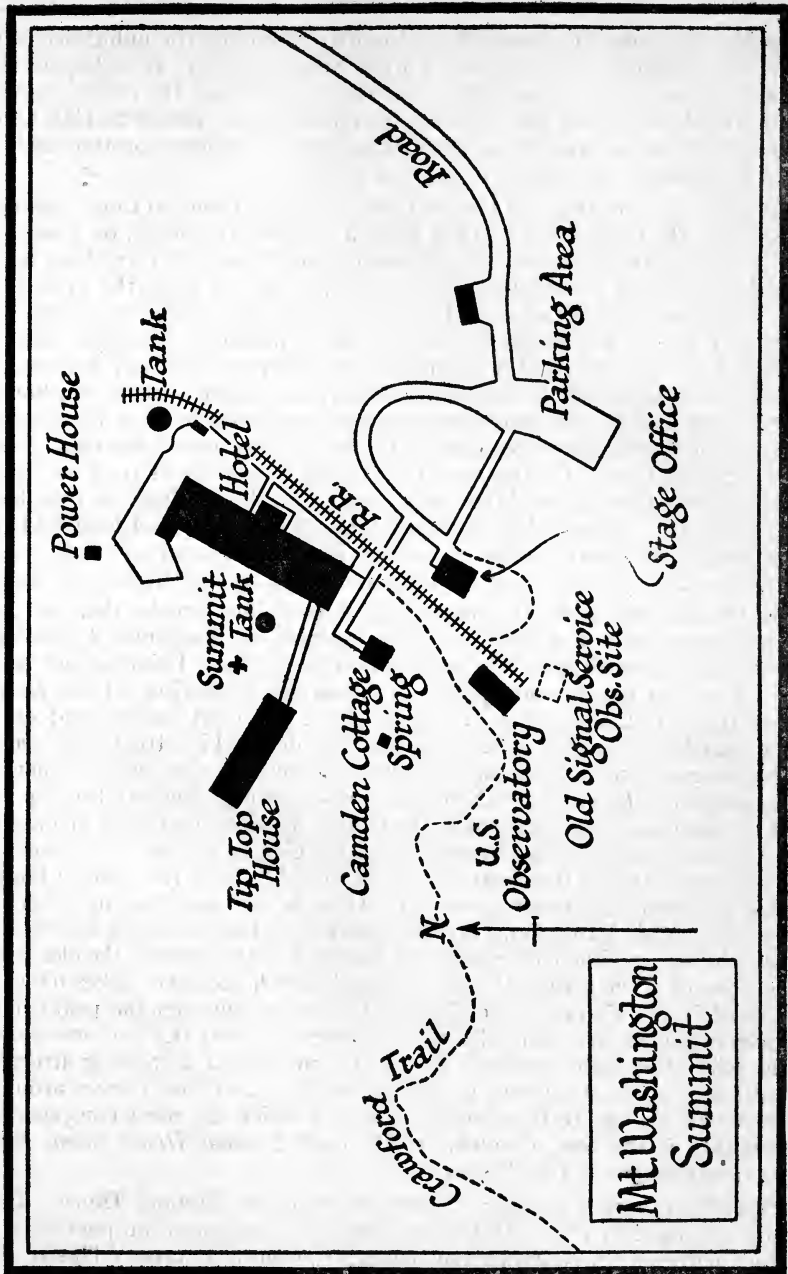 Road
Power House
Tank
Hotel
R.R.
Parking Area
Summit
Tank
Stage Office
Tip Top
House
Camden Cottage
Spring
U.S.
Observatory
Old Signal Service
Obs. Site
N
Crawford Trail
Mt. Washington
Summit